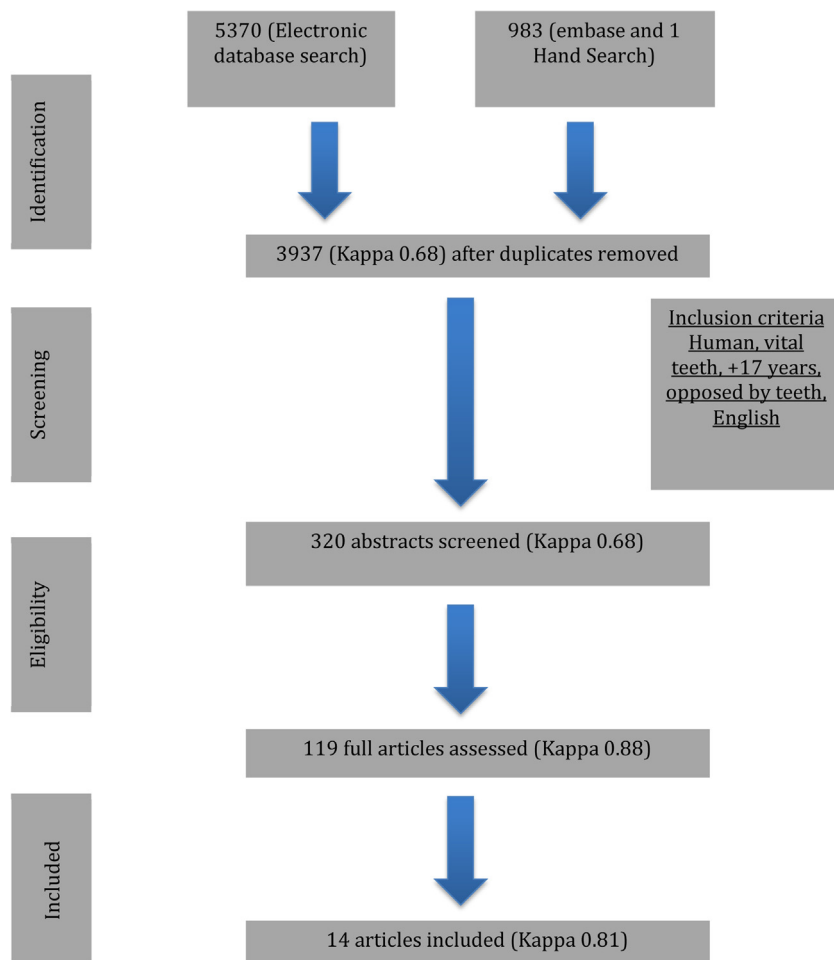 5370 (Electronic
database search)
983 (embase and 1
Hand Search)
Identification
3937 (Kappa 0.68) after duplicates removed
Screening
Inclusion criteria
Human, vital
teeth, +17 years,
opposed by teeth,
English
320 abstracts screened (Kappa 0.68)
Eligibility
119 full articles assessed (Kappa 0.88)
Included
14 articles included (Kappa 0.81)